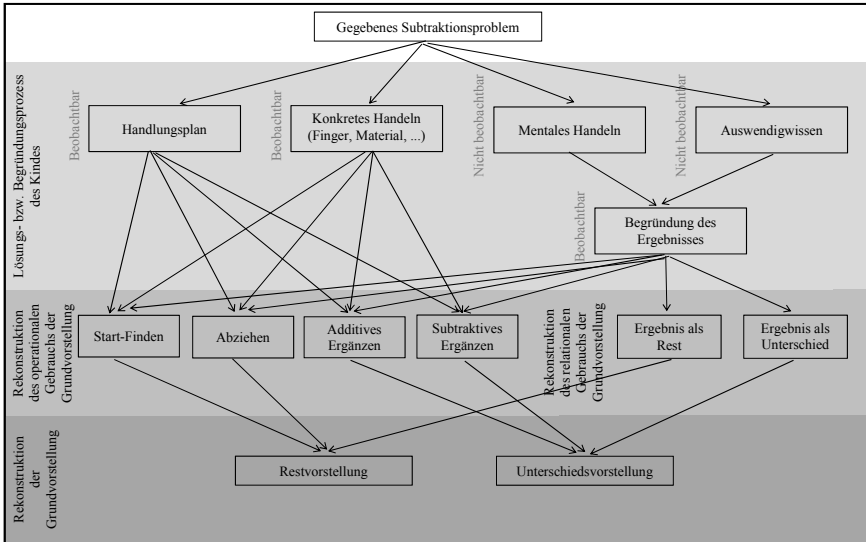 Gegebenes Subtraktionsproblem
Lösungs- bzw. Begründungsprozess
des Kindes
Beobachtbar
Handlungsplan
Beobachtbar
Konkretes Handeln
(Finger, Material, ...)
Nicht beobachtbar
Mentales Handeln
Nicht beobachtbar
Auswendigwissen
Beobachtbar
Begründung des
Ergebnisses
Rekonstruktion
des operationalen
Gebrauchs der
Grundvorstellung
Start-Finden
Abziehen
Additives
Ergänzen
Subtraktives
Ergänzen
Rekonstruktion
des relationalen
Gebrauchs der
Grundvorstellung
Ergebnis als
Rest
Ergebnis als
Unterschied
Rekonstruktion
der
Grundvorstellung
Restvorstellung
Unterschiedsvorstellung